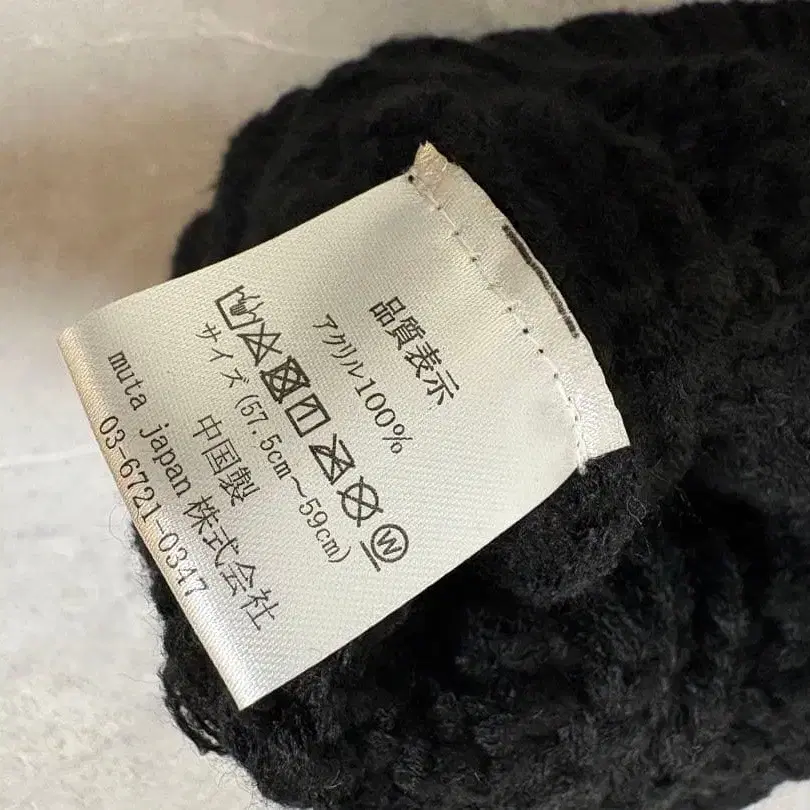 品質表示
アクリル100%
W
サイズ(57.5cm～59cm)
中国製
muta japan 株式会社
03-6721-0347